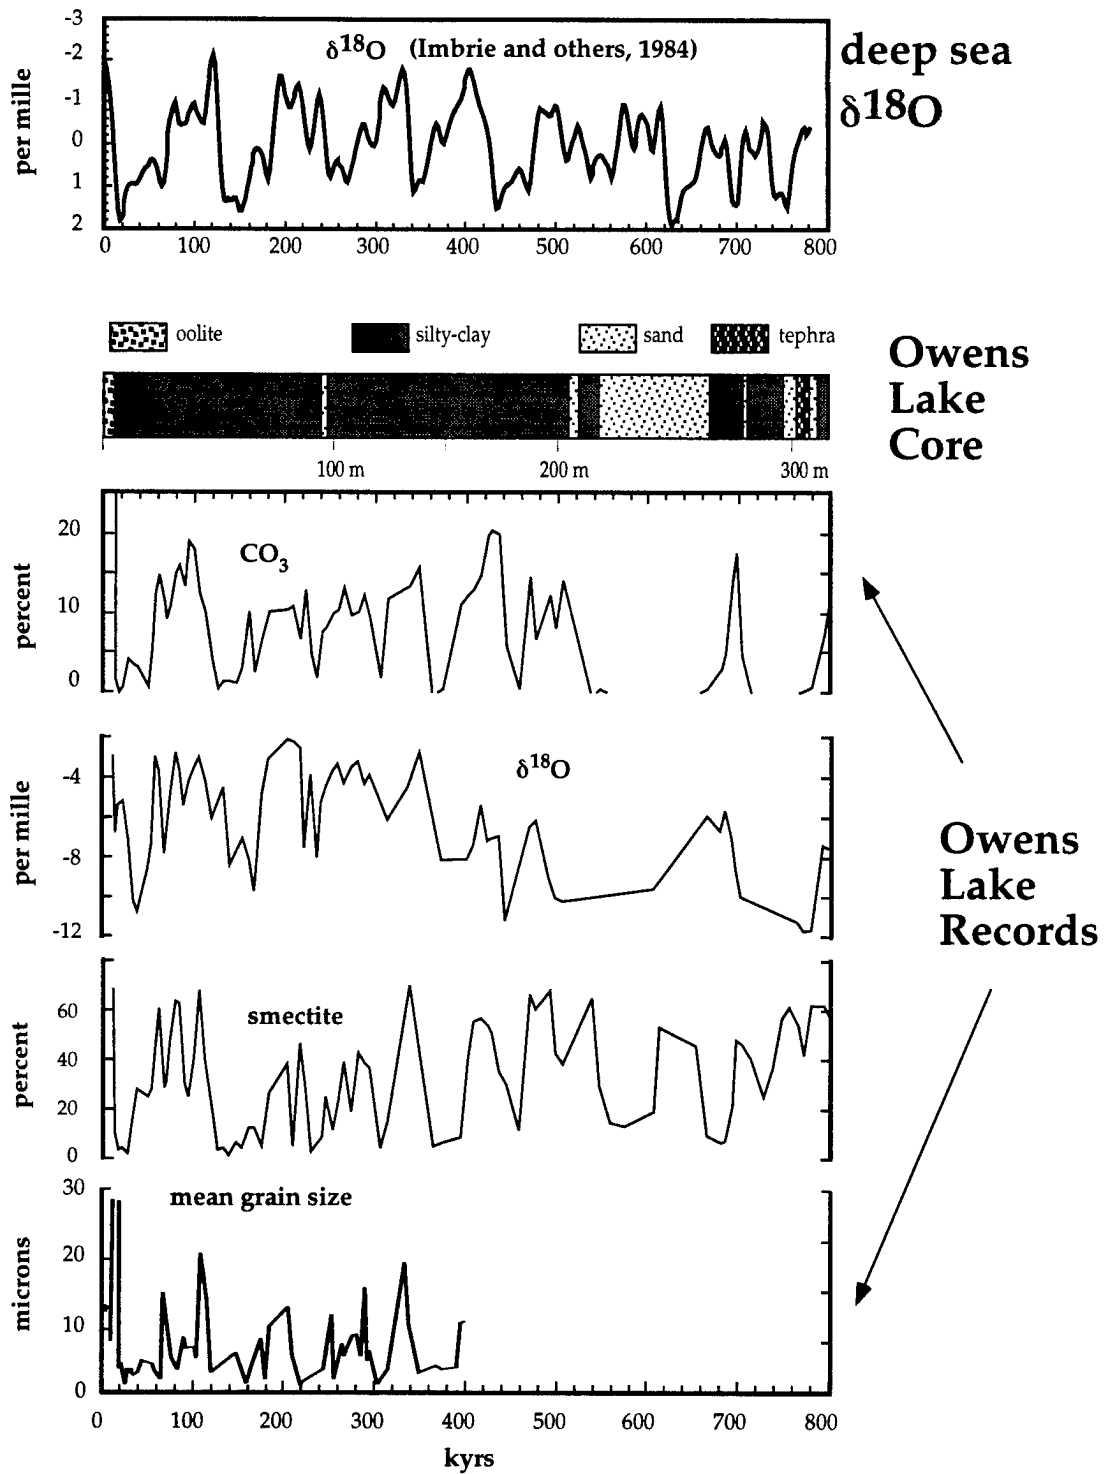 -3
-2
-1
0
1
2
per mille
δ18O (Imbrie and others, 1984)
deep sea
δ18O
0 100 200 300 400 500 600 700 800
oolite silty-clay sand tephra
Owens
Lake
Core
100 m 200 m 300 m
20
10
0
percent
CO3
-4
-8
-12
per mille
δ18O
Owens
Lake
Records
60
40
20
0
percent
smectite
30
20
10
0
microns
mean grain size
0 100 200 300 400 500 600 700 800
kyrs